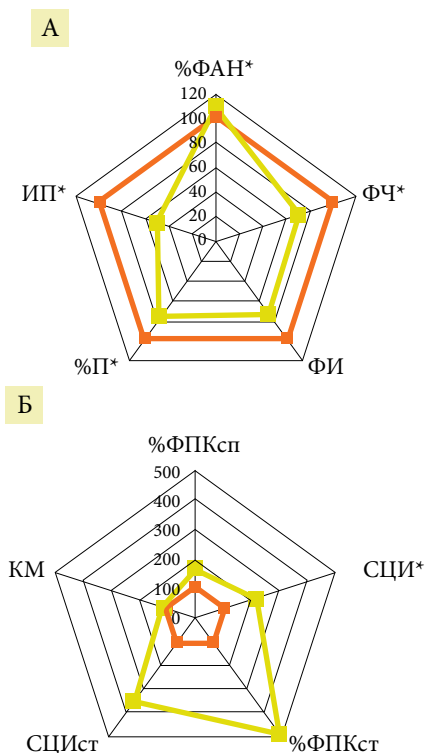 А
%ФАН*
120
100
80
60
40
20
0
ИП*
ФЧ*
%П*
ФИ
Б
%ФПКсп
500
400
300
200
100
0
КМ
СЦИ*
СЦИст
%ФПКст